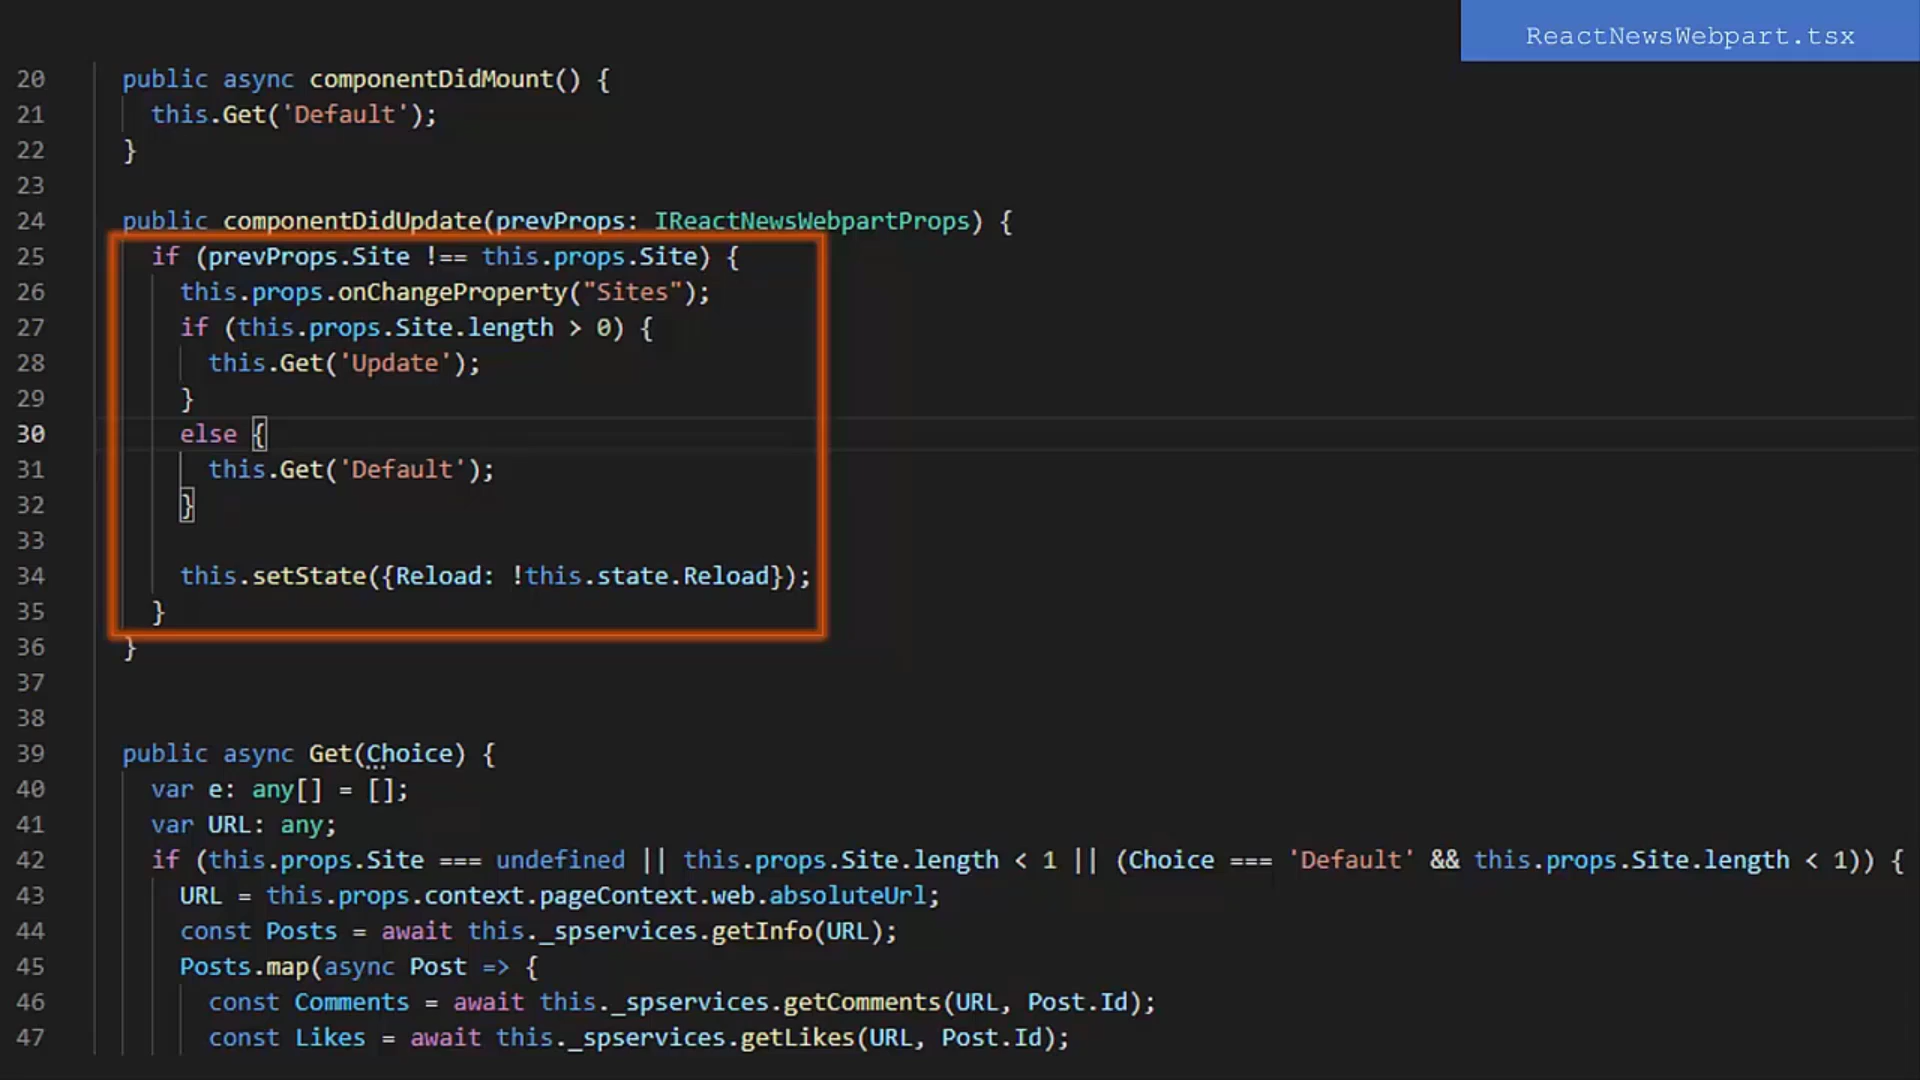 ReactNewsWebpart.tsx
20 public async componentDidMount() {
21 this.Get('Default');
22 }
23
24 public componentDidUpdate(prevProps: IReactNewsWebpartProps) {
25 if (prevProps.Site !== this.props.Site) {
26 this.props.onChangeProperty("Sites");
27 if (this.props.Site.length > 0) {
28 this.Get('Update');
29 }
30 else {
31 this.Get('Default');
32 }
33
34 this.setState({Reload: !this.state.Reload});
35 }
36 }
37
38
39 public async Get(Choice) {
40 var e: any[] = [];
41 var URL: any;
42 if (this.props.Site === undefined || this.props.Site.length < 1 || (Choice === 'Default' && this.props.Site.length < 1)) {
43 URL = this.props.context.pageContext.web.absoluteUrl;
44 const Posts = await this._spservices.getInfo(URL);
45 Posts.map(async Post => {
46 const Comments = await this._spservices.getComments(URL, Post.Id);
47 const Likes = await this._spservices.getLikes(URL, Post.Id);